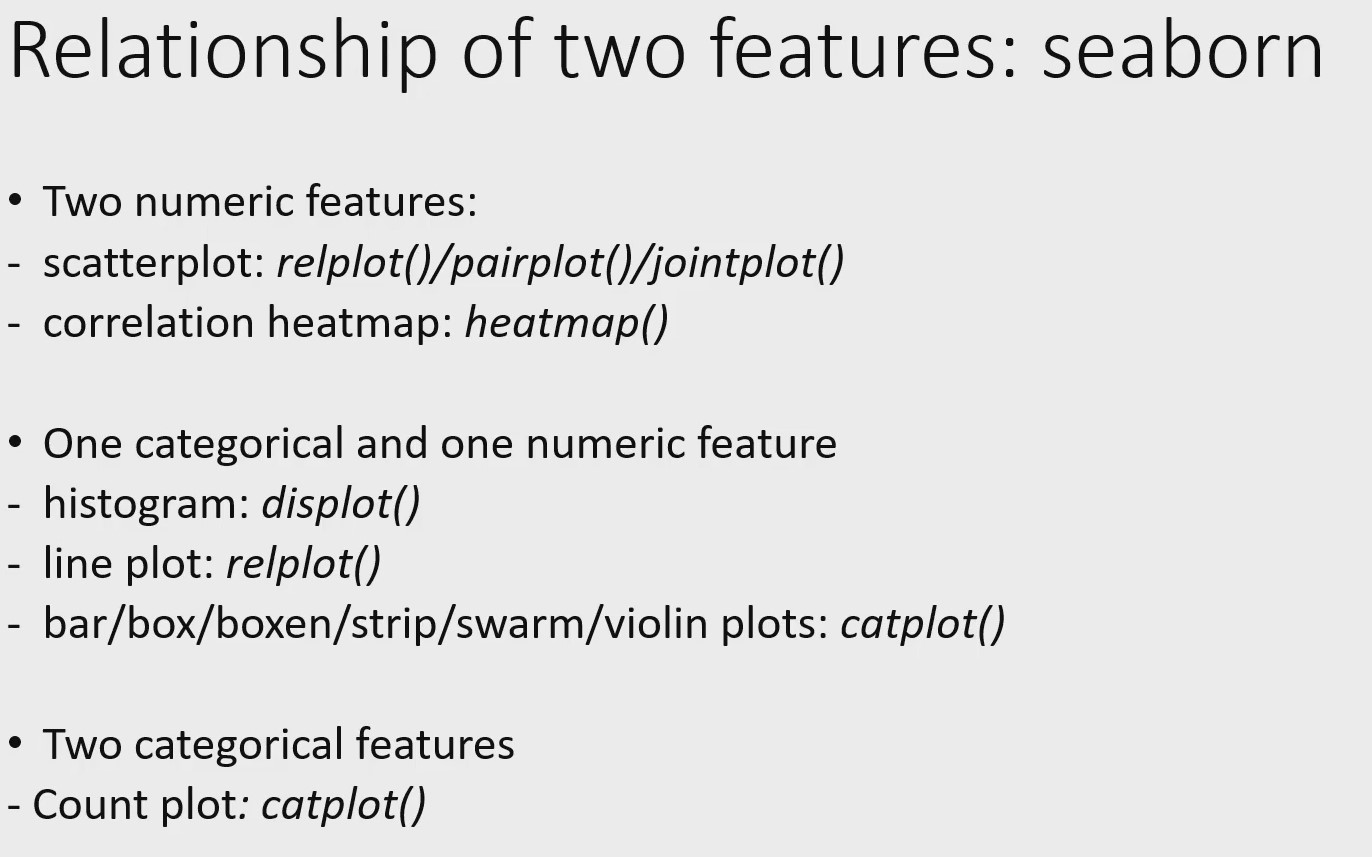 Relationship of two features: seaborn
• Two numeric features:
- scatterplot: relplot()/pairplot()/jointplot()
- correlation heatmap: heatmap()
• One categorical and one numeric feature
- histogram: displot()
- line plot: relplot()
- bar/box/boxen/strip/swarm/violin plots: catplot()
• Two categorical features
- Count plot: catplot()